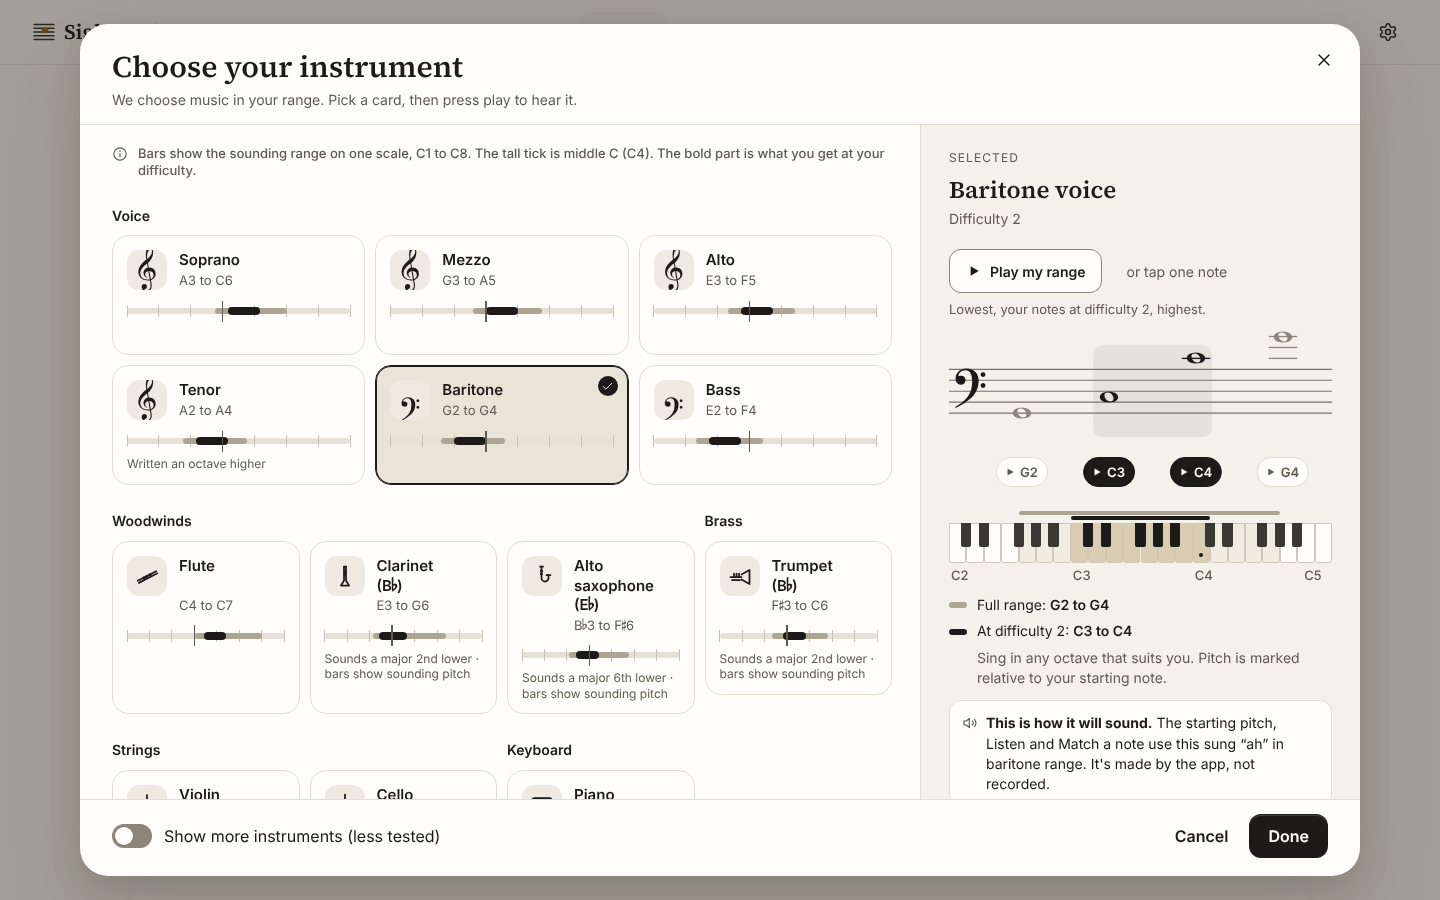 Choose your instrument
We choose music in your range. Pick a card, then press play to hear it.
Bars show the sounding range on one scale, C1 to C8. The tall tick is middle C (C4). The bold part is what you get at your
difficulty.
Voice
Soprano
A3 to C6
Mezzo
G3 to A5
Alto
E3 to F5
Tenor
A2 to A4
Written an octave higher
Baritone
G2 to G4
Bass
E2 to F4
Woodwinds
Flute
C4 to C7
Clarinet
(B♭)
E3 to G6
Sounds a major 2nd lower ·
bars show sounding pitch
Alto
saxophone
(E♭)
B♭3 to F♯6
Sounds a major 6th lower ·
bars show sounding pitch
Brass
Trumpet
(B♭)
F♯3 to C6
Sounds a major 2nd lower ·
bars show sounding pitch
Strings
Violin
Cello
Keyboard
Piano
SELECTED
Baritone voice
Difficulty 2
Play my range
or tap one note
Lowest, your notes at difficulty 2, highest.
G2
C3
C4
G4
C2
C3
C4
C5
Full range: G2 to G4
At difficulty 2: C3 to C4
Sing in any octave that suits you. Pitch is marked
relative to your starting note.
This is how it will sound. The starting pitch,
Listen and Match a note use this sung “ah” in
baritone range. It's made by the app, not
recorded.
Show more instruments (less tested)
Cancel
Done